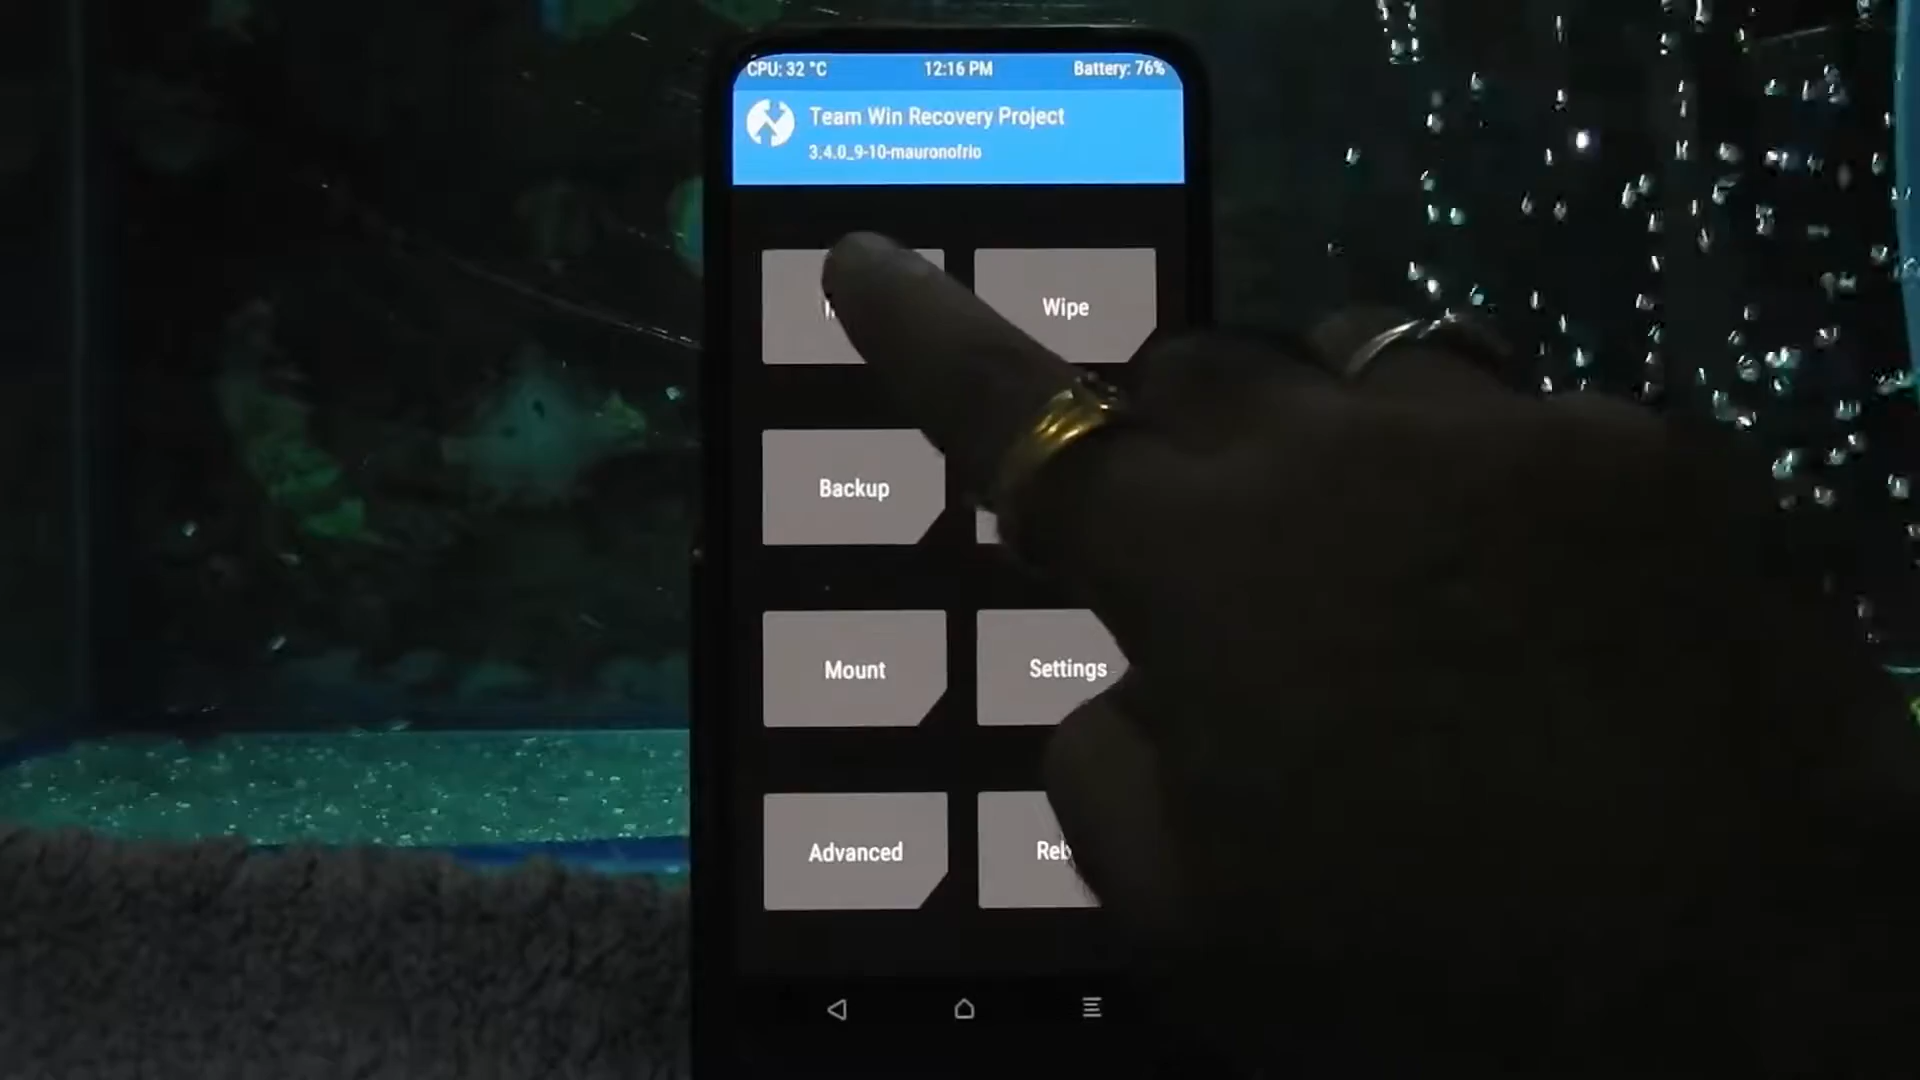 CPU: 32 °C 12:16 PM Battery: 76%
Team Win Recovery Project
3.4.0_9-10-mauronofrio
Wipe
Backup
Mount Settings
Advanced